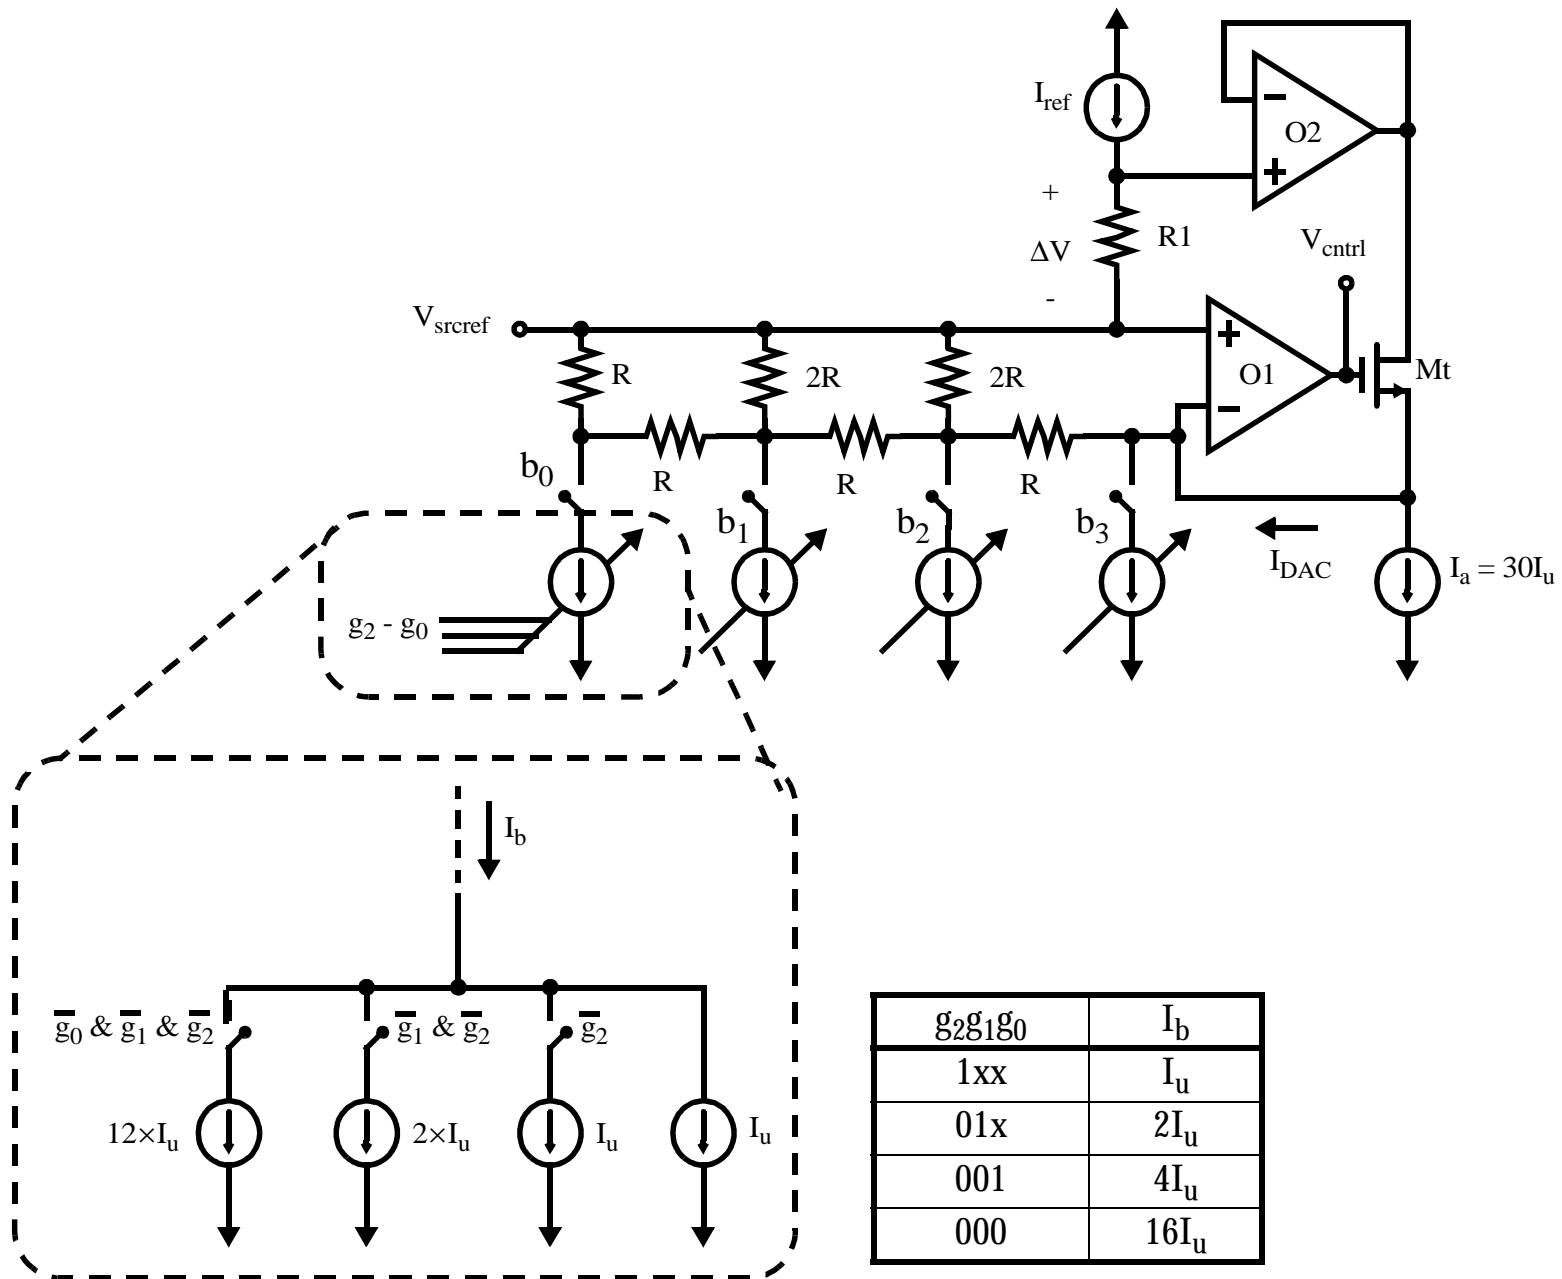 I_ref
O2
+
ΔV
-
R1
V_cntrl
V_srcref
R
2R
2R
O1
Mt
R
R
R
b_0
b_1
b_2
b_3
I_DAC
I_a = 30I_u
g_2 - g_0
I_b
g̅_0 & g̅_1 & g̅_2
g̅_1 & g̅_2
g̅_2
12×I_u
2×I_u
I_u
I_u
g_2g_1g_0 I_b
1xx I_u
01x 2I_u
001 4I_u
000 16I_u